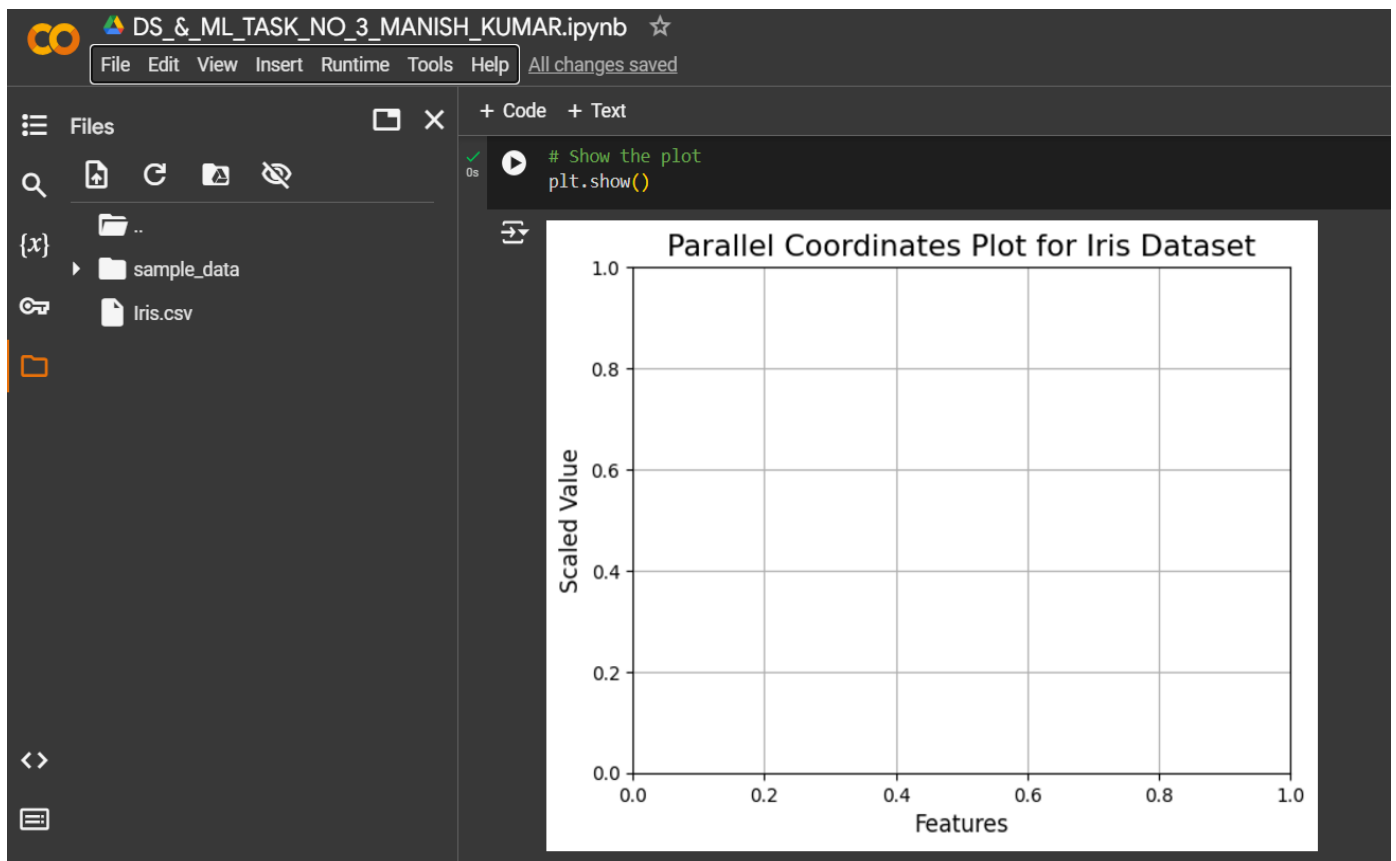 DS_&_ML_TASK_NO_3_MANISH_KUMAR.ipynb
File Edit View Insert Runtime Tools Help All changes saved
Files
..
sample_data
Iris.csv
{x}
+ Code + Text
0s
# Show the plot
plt.show()
Parallel Coordinates Plot for Iris Dataset
1.0
0.8
0.6
0.4
0.2
0.0
Scaled Value
0.0 0.2 0.4 0.6 0.8 1.0
Features